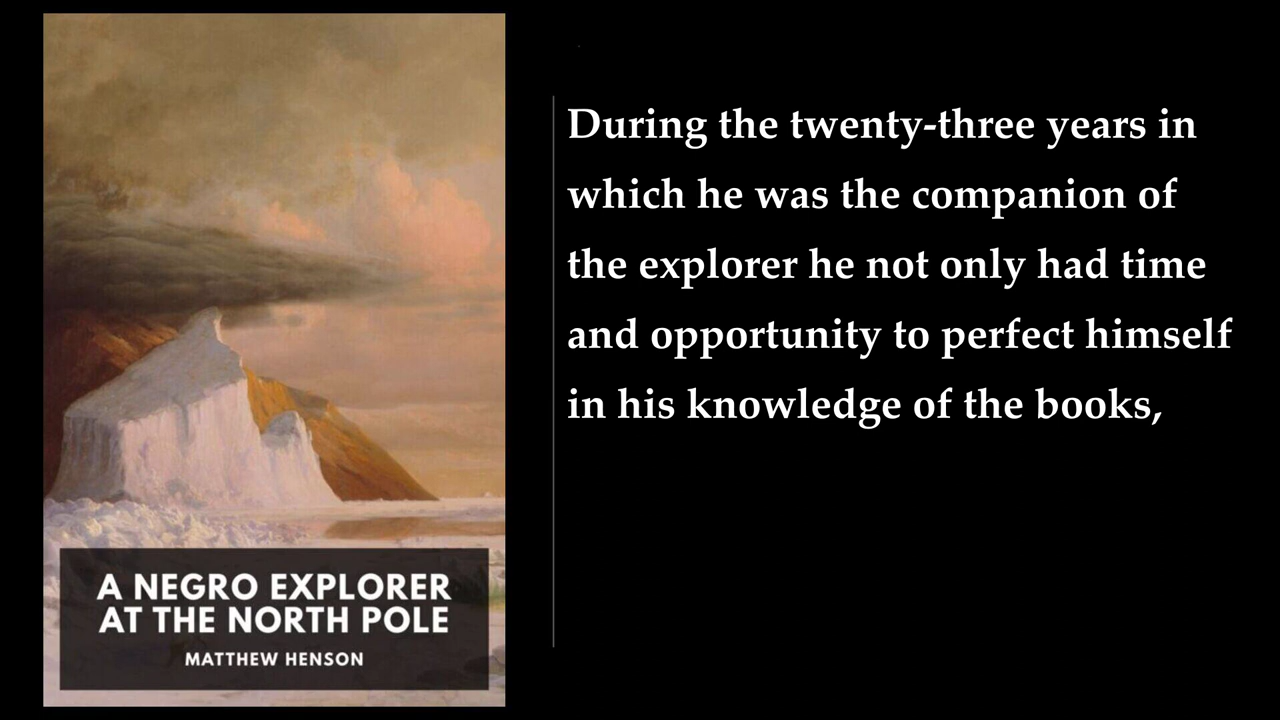 During the twenty-three years in
which he was the companion of
the explorer he not only had time
and opportunity to perfect himself
in his knowledge of the books,
A NEGRO EXPLORER
AT THE NORTH POLE
MATTHEW HENSON